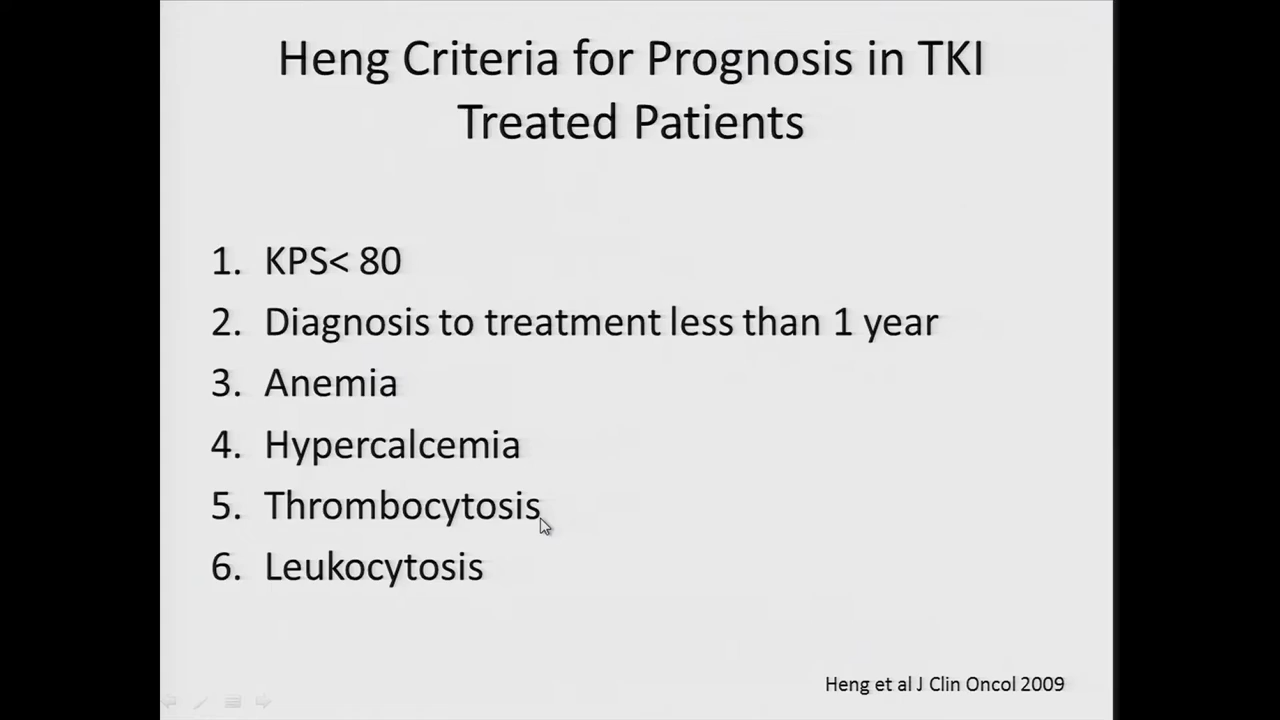 Heng Criteria for Prognosis in TKI
Treated Patients
1. KPS< 80
2. Diagnosis to treatment less than 1 year
3. Anemia
4. Hypercalcemia
5. Thrombocytosis
6. Leukocytosis
Heng et al J Clin Oncol 2009